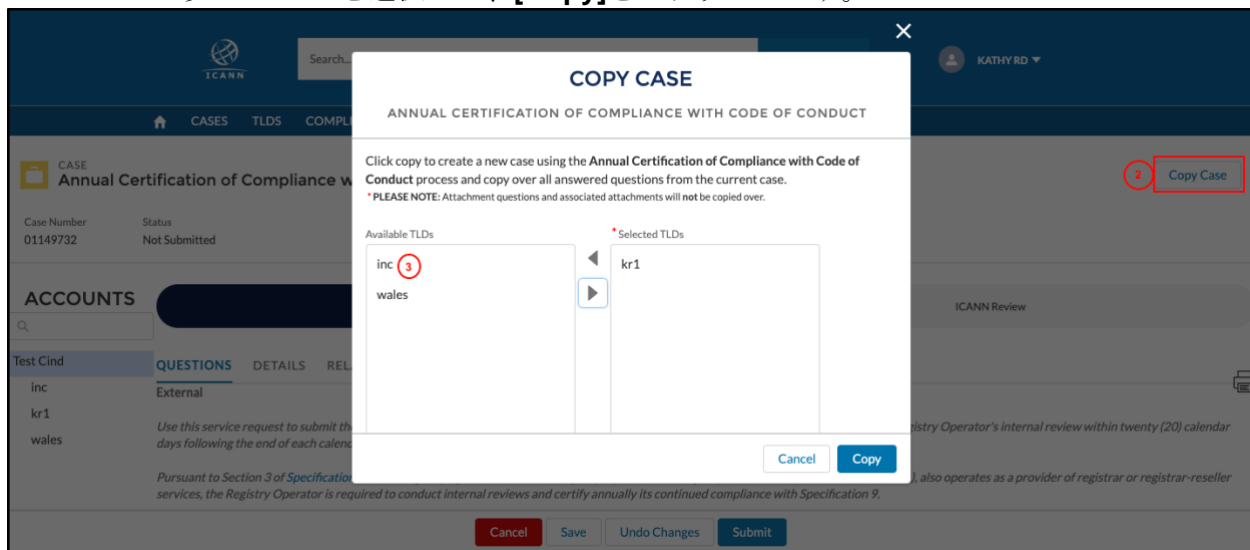 [Copy]
ICANN
Search...
KATHY RD
CASES TLDS COMPLI
CASE
Annual Certification of Compliance w
2
Copy Case
Case Number
Status
01149732
Not Submitted
COPY CASE
ANNUAL CERTIFICATION OF COMPLIANCE WITH CODE OF CONDUCT
Click copy to create a new case using the Annual Certification of Compliance with Code of
Conduct process and copy over all answered questions from the current case.
*PLEASE NOTE: Attachment questions and associated attachments will not be copied over.
Available TLDs
*Selected TLDs
inc 3
wales
kr1
Cancel
Copy
ACCOUNTS
ICANN Review
Test Cind
inc
kr1
wales
QUESTIONS DETAILS REL
External
Use this service request to submit th
istry Operator's internal review within twenty (20) calendar
days following the end of each calenc
Pursuant to Section 3 of Specification
), also operates as a provider of registrar or registrar-reseller
services, the Registry Operator is required to conduct internal reviews and certify annually its continued compliance with Specification 9.
Cancel
Save
Undo Changes
Submit